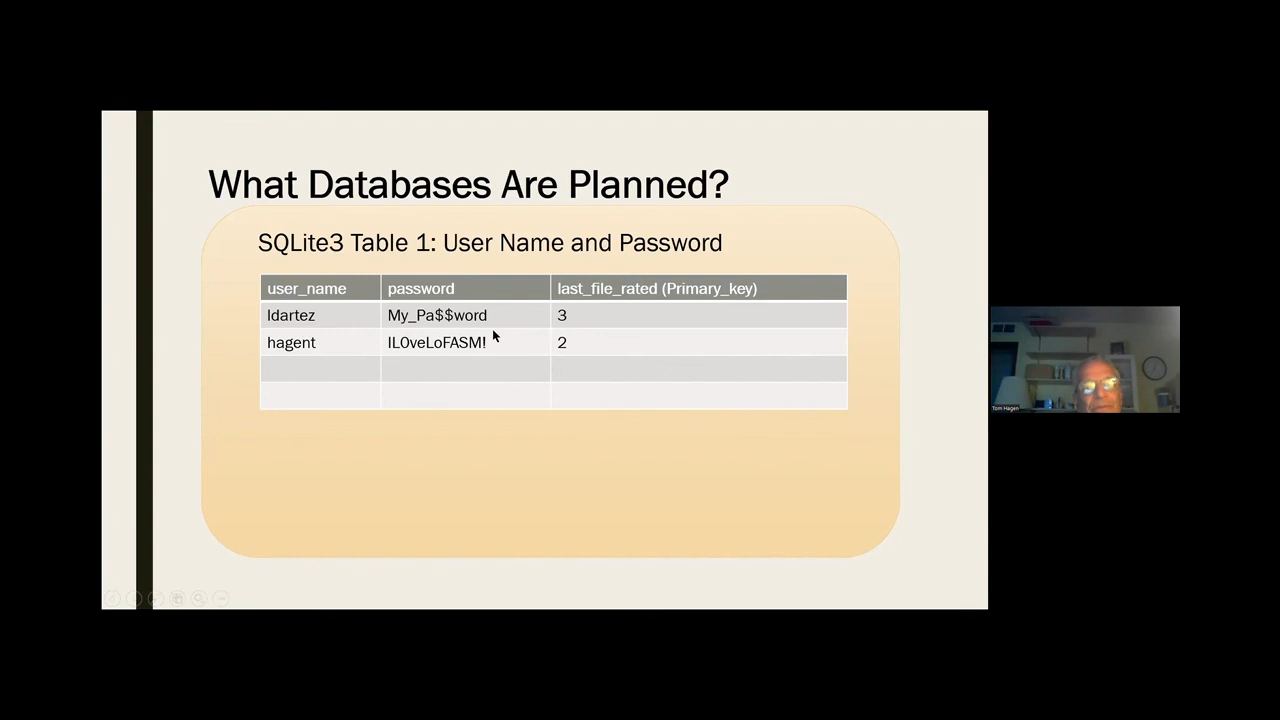 What Databases Are Planned?
SQLite3 Table 1: User Name and Password
user_name password last_file_rated (Primary_key)
ldartez My_Pa$$word 3
hagent IL0veLoFASM! 2
Tom Hagen